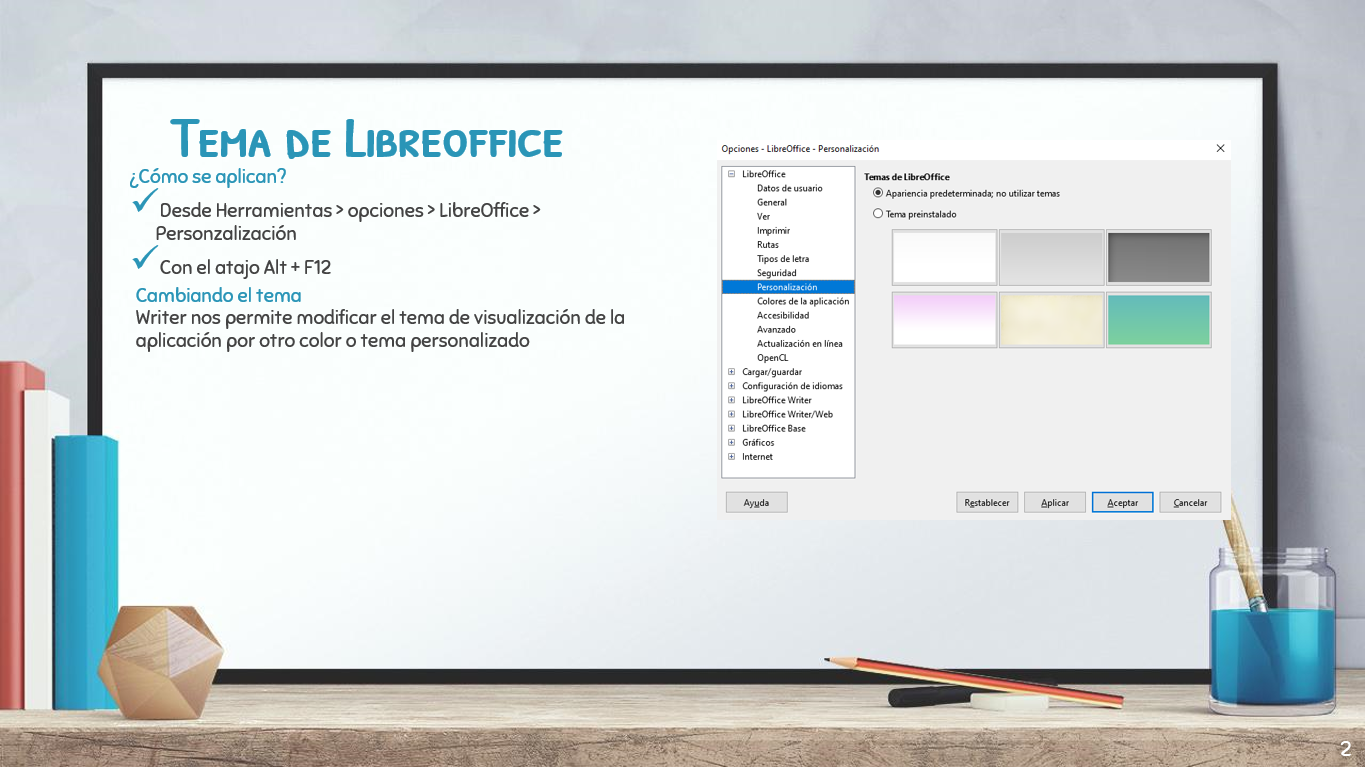 Tema de Libreoffice
¿Cómo se aplican?
Desde Herramientas > opciones > LibreOffice >
Personzalización
Con el atajo Alt + F12
Cambiando el tema
Writer nos permite modificar el tema de visualización de la
aplicación por otro color o tema personalizado
Opciones - LibreOffice - Personalización
LibreOffice
Datos de usuario
General
Ver
Imprimir
Rutas
Tipos de letra
Seguridad
Personalización
Colores de la aplicación
Accesibilidad
Avanzado
Actualización en línea
OpenCL
Cargar/guardar
Configuración de idiomas
LibreOffice Writer
LibreOffice Writer/Web
LibreOffice Base
Gráficos
Internet
Temas de LibreOffice
Apariencia predeterminada; no utilizar temas
Tema preinstalado
Ayuda
Restablecer
Aplicar
Aceptar
Cancelar
2